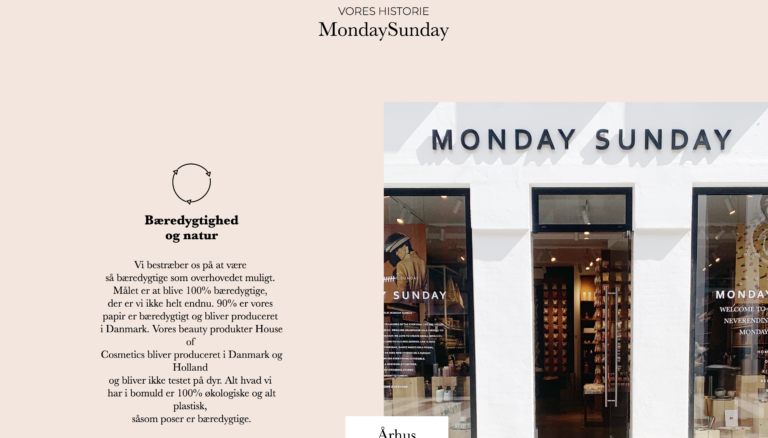 VORES HISTORIE
MondaySunday
MONDAY SUNDAY
Bæredygtighed
og natur
Vi bestræber os på at være
så bæredygtige som overhovedet muligt.
Målet er at blive 100% bæredygtige,
der er vi ikke helt endnu. 90% er vores
papir er bæredygtigt og bliver produceret
i Danmark. Vores beauty produkter House
of
Cosmetics bliver produceret i Danmark og
Holland
og bliver ikke testet på dyr. Alt hvad vi
har i bomuld er 100% økologiske og alt
plastisk,
såsom poser er bæredygtige.
Y SUNDAY
MONDA
WELCOME TO
NEVERENDIN
MONDAY
Århus